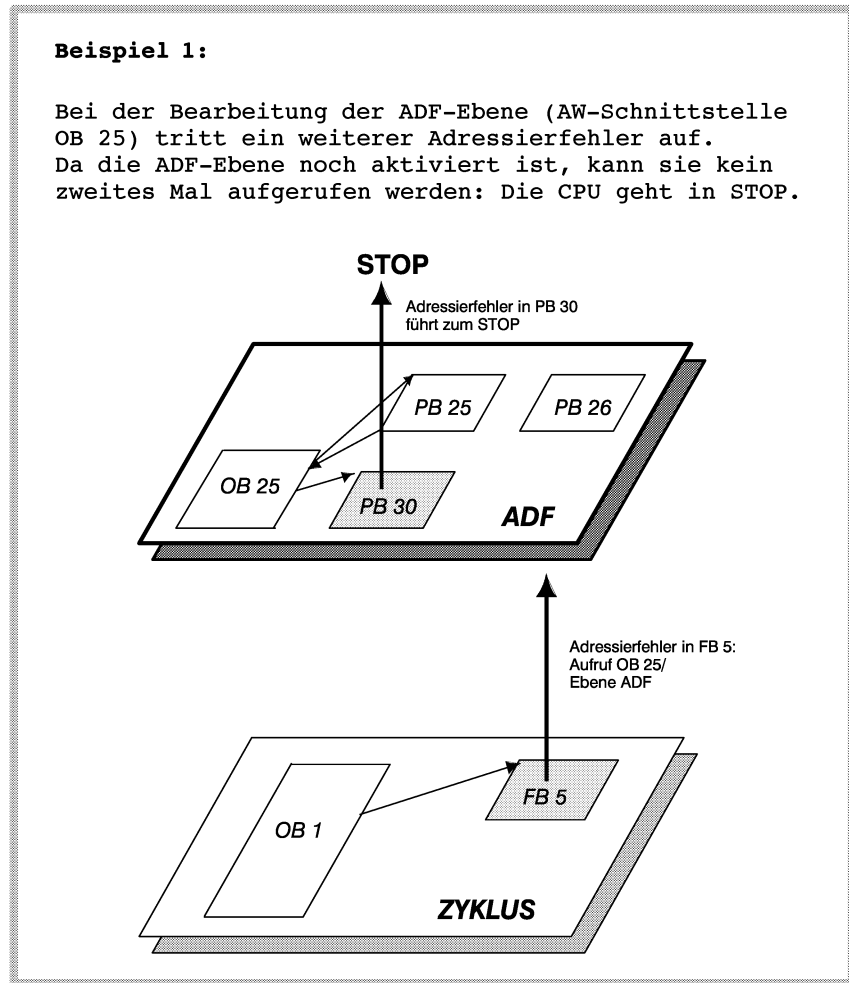 Beispiel 1:
Bei der Bearbeitung der ADF-Ebene (AW-Schnittstelle
OB 25) tritt ein weiterer Adressierfehler auf.
Da die ADF-Ebene noch aktiviert ist, kann sie kein
zweites Mal aufgerufen werden: Die CPU geht in STOP.
STOP
Adressierfehler in PB 30
führt zum STOP
PB 25
PB 26
OB 25
PB 30
ADF
Adressierfehler in FB 5:
Aufruf OB 25/
Ebene ADF
FB 5
OB 1
ZYKLUS